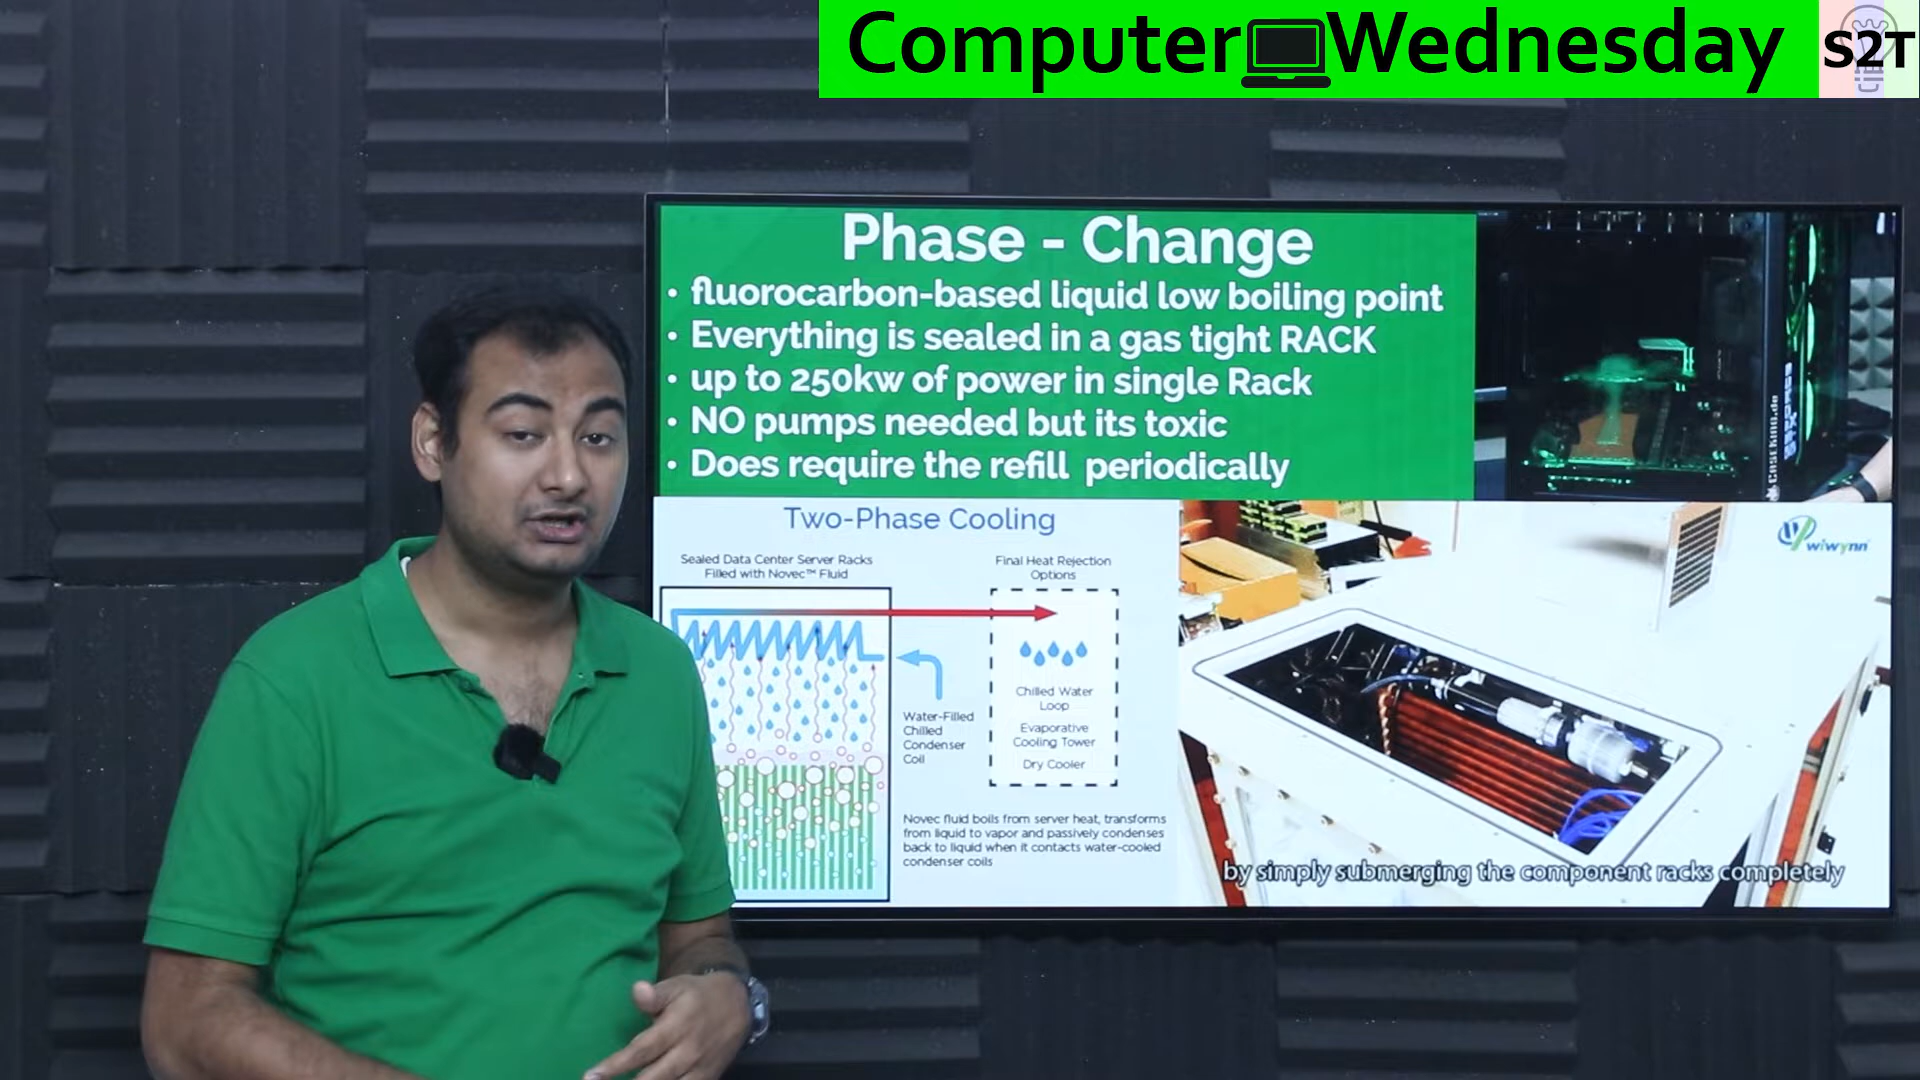 Computer Wednesday
S2T
Phase - Change
• fluorocarbon-based liquid low boiling point
• Everything is sealed in a gas tight RACK
• up to 250kw of power in single Rack
• NO pumps needed but its toxic
• Does require the refill periodically
CASEKING.de
Two-Phase Cooling
Sealed Data Center Server Racks
Filled with Novec™ Fluid
Final Heat Rejection
Options
Water-Filled
Chilled
Condenser
Coil
Chilled Water
Loop
Evaporative
Cooling Tower
Dry Cooler
Novec fluid boils from server heat, transforms
from liquid to vapor and passively condenses
back to liquid when it contacts water-cooled
condenser coils
wiwynn
by simply submerging the component racks completely